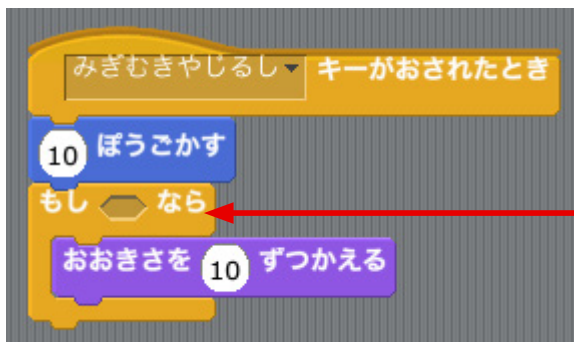 みぎむきやじるし キーがおされたとき
10 ぽうごかす
もし なら
おおきさを 10 ずつかえる